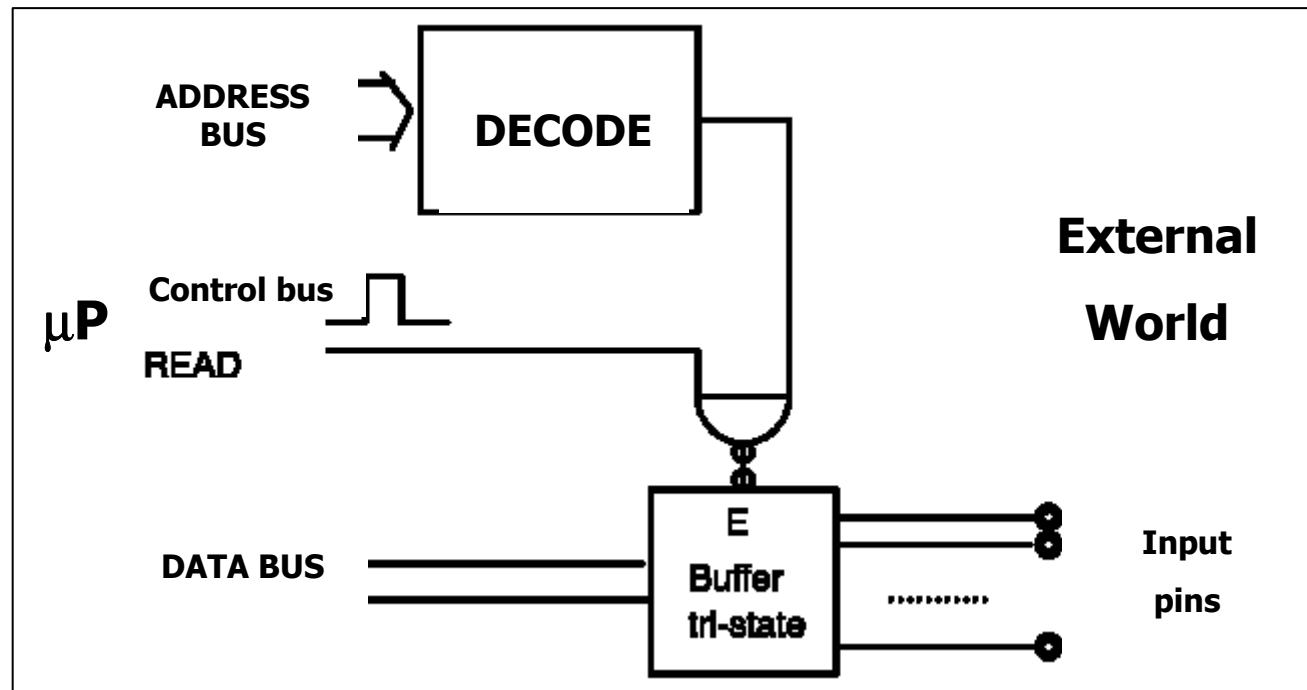 ADDRESS
BUS
DECODE
External
World
Control bus
μP
READ
E
Buffer
tri-state
DATA BUS
Input
pins